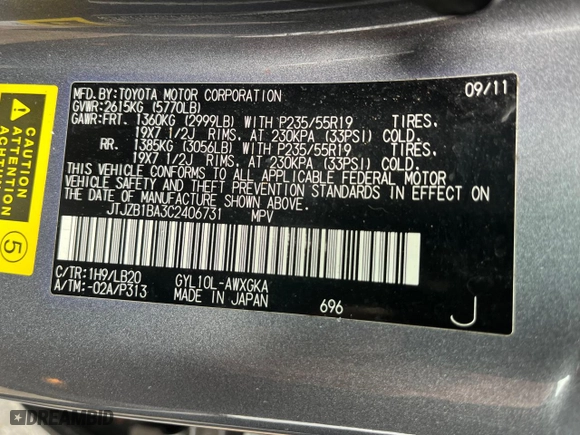 MFD.BY:TOYOTA MOTOR CORPORATION 09/11
GVWR:2615KG (5770LB)
GAWR:FRT. 1360KG (2999LB) WITH P235/55R19 TIRES.
19X7 1/2J RIMS. AT 230KPA (33PSI) COLD.
RR. 1385KG (3056LB) WITH P235/55R19 TIRES.
19X7 1/2J RIMS. AT 230KPA (33PSI) COLD.
THIS VEHICLE CONFORMS TO ALL APPLICABLE FEDERAL MOTOR
VEHICLE SAFETY AND THEFT PREVENTION STANDARDS IN EFFECT ON
THE DATE OF MANUFACTURE SHOWN ABOVE.
JTJZB1BA3C2406731 MPV
C/TR:1H9/LB20 GYL10L-AWXGKA
A/TM:-02A/P313 MADE IN JAPAN 696 J
CAUTION
ATTENTION
ACHTUNG
5
DREAMBID